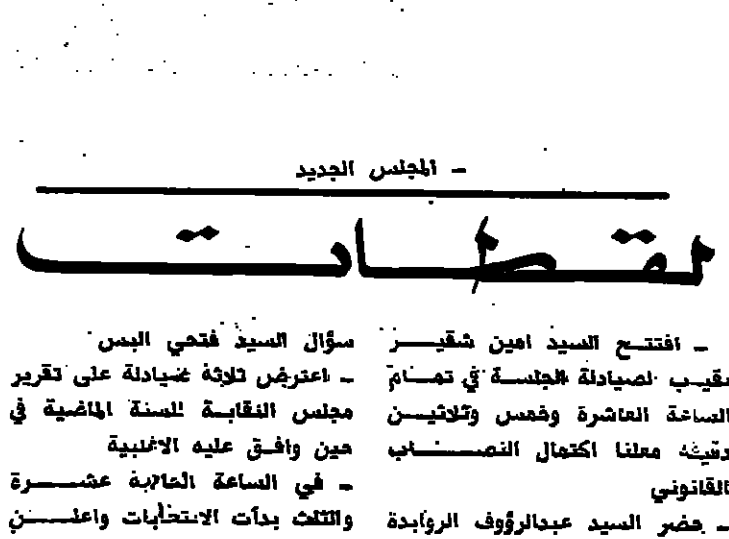 - المجلس الجديد
لقطات
- افتتح السيد امين شقير
نقيب لصيادلة الجلسة في تمام
الساعة العاشرة وخمس وثلاثين
دقيقه معلنا اكتمال النصاب
القانوني
- حضر السيد عبدالرؤوف الروابدة
سؤال السيد فتحي البس
- اعترض ثلاثة صيادلة على تقرير
مجلس النقابة للسنة الماضية في
حين وافق عليه الاغلبية
- في الساعة الحادية عشرة
والثلث بدأت الانتخابات واعلن